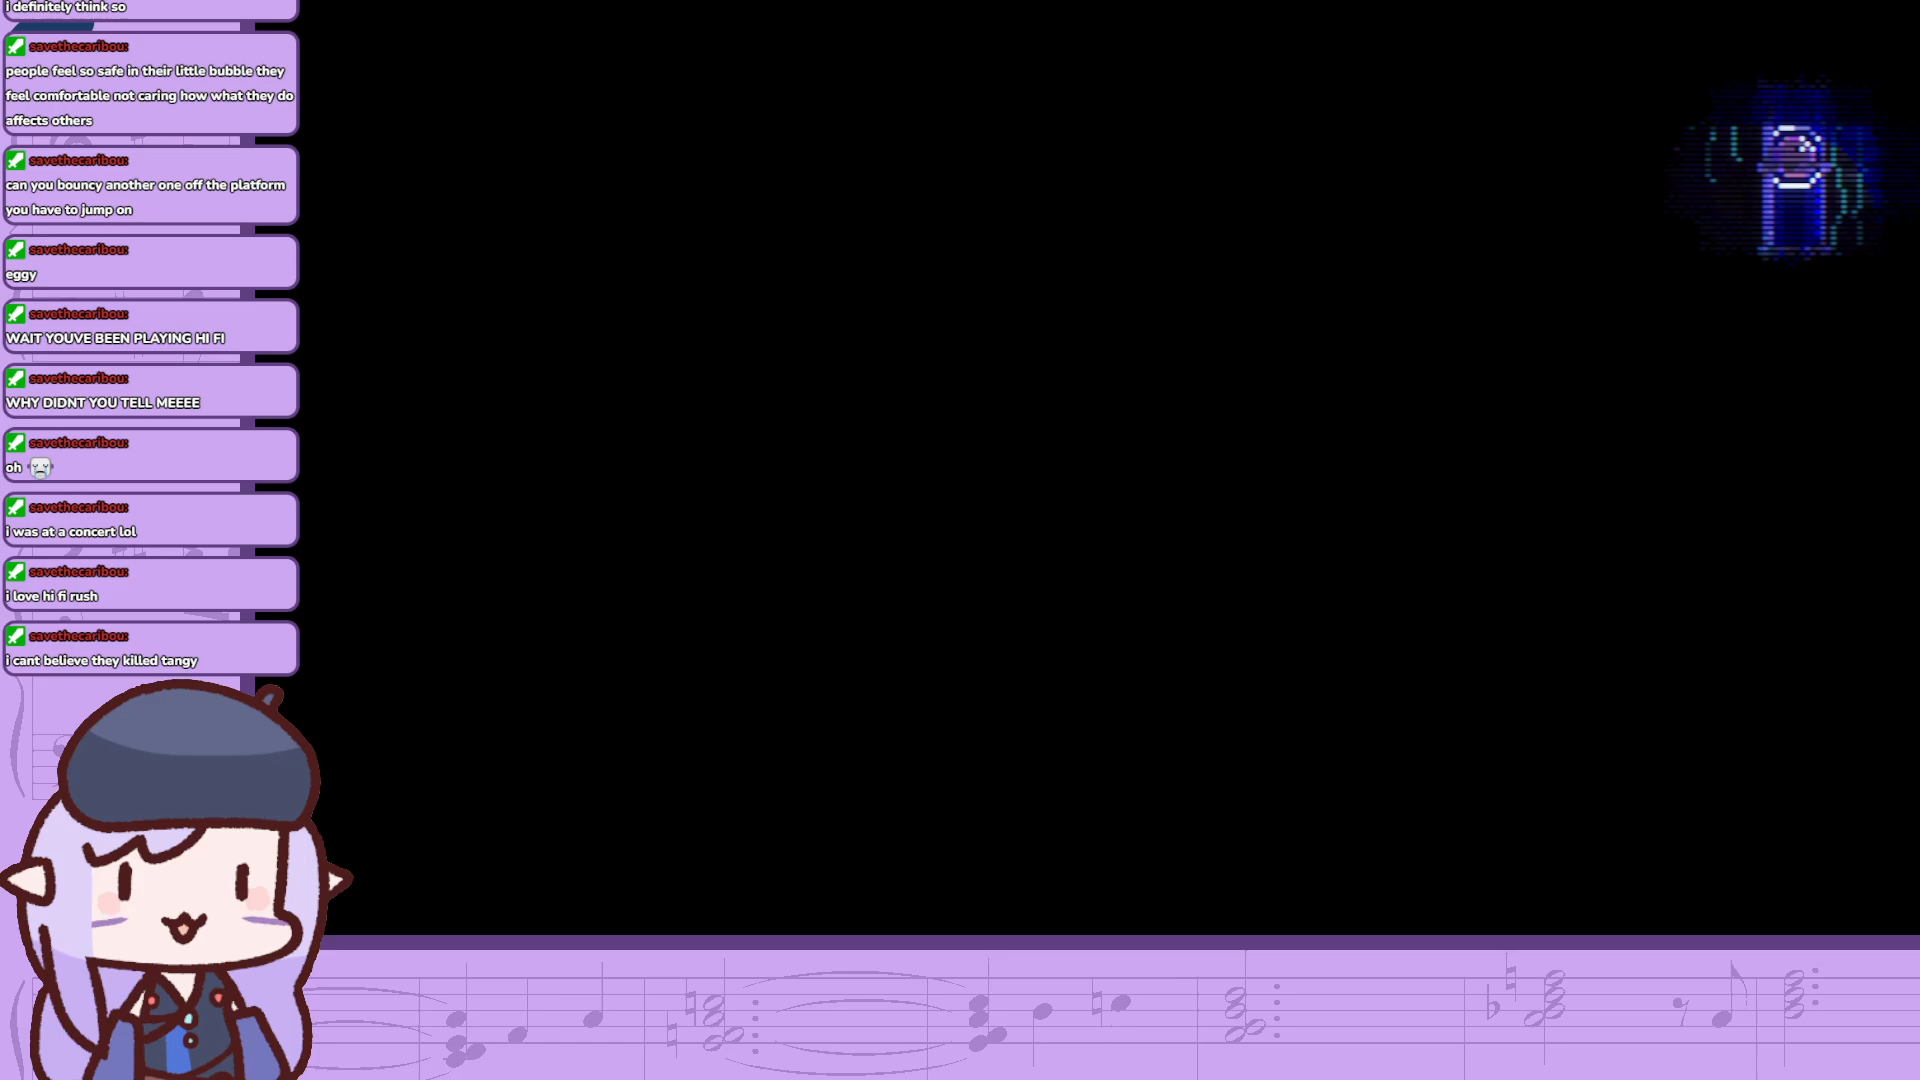 i definitely think so
savethecaribou:
people feel so safe in their little bubble they
feel comfortable not caring how what they do
affects others
savethecaribou:
can you bouncy another one off the platform
you have to jump on
savethecaribou:
eggy
savethecaribou:
WAIT YOUVE BEEN PLAYING HI FI
savethecaribou:
WHY DIDNT YOU TELL MEEEE
savethecaribou:
oh
savethecaribou:
i was at a concert lol
savethecaribou:
i love hi fi rush
savethecaribou:
i cant believe they killed tangy